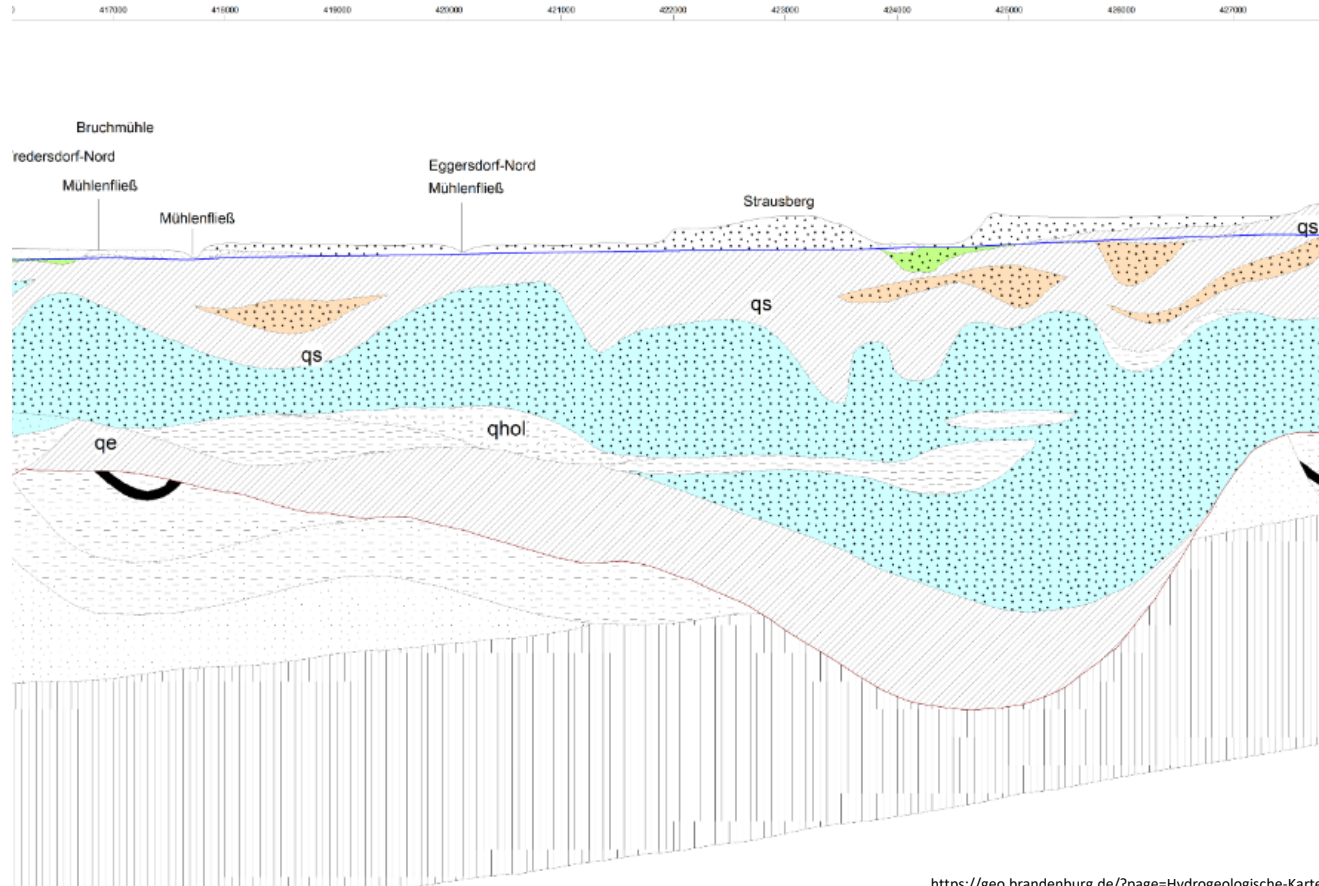 417000 418000 419000 420000 421000 422000 423000 424000 425000 426000 427000
Bruchmühle
redersdorf-Nord
Mühlenfließ
Mühlenfließ
Eggersdorf-Nord
Mühlenfließ
Strausberg
qs
qs
qs
qhol
qe
https://geo.brandenburg.de/?page=Hydrogeologische-Karte